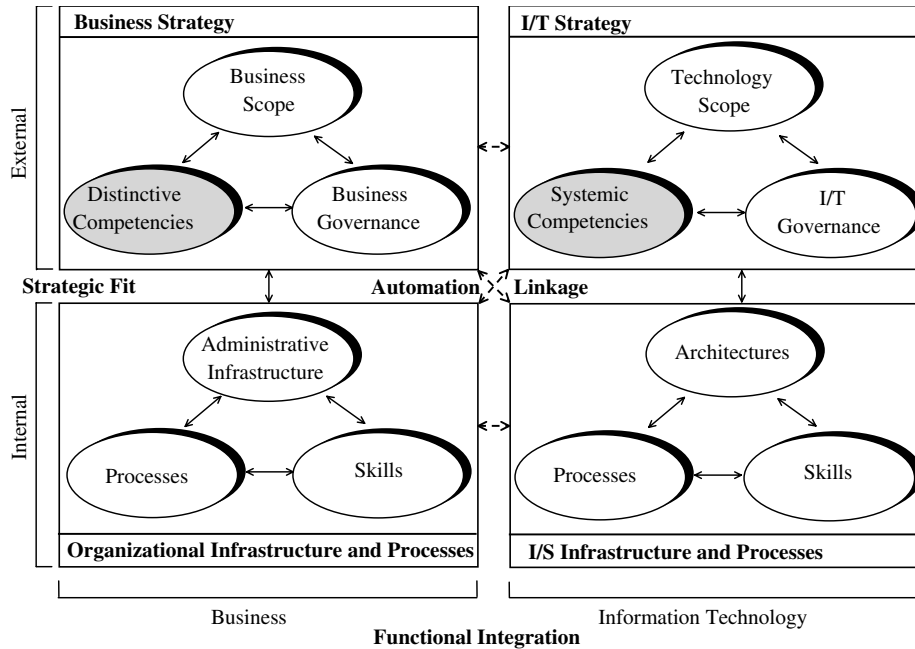 Business Strategy
I/T Strategy
External
Business
Scope
Distinctive
Competencies
Business
Governance
Technology
Scope
Systemic
Competencies
I/T
Governance
Strategic Fit
Automation
Linkage
Internal
Administrative
Infrastructure
Processes
Skills
Architectures
Processes
Skills
Organizational Infrastructure and Processes
I/S Infrastructure and Processes
Business
Information Technology
Functional Integration